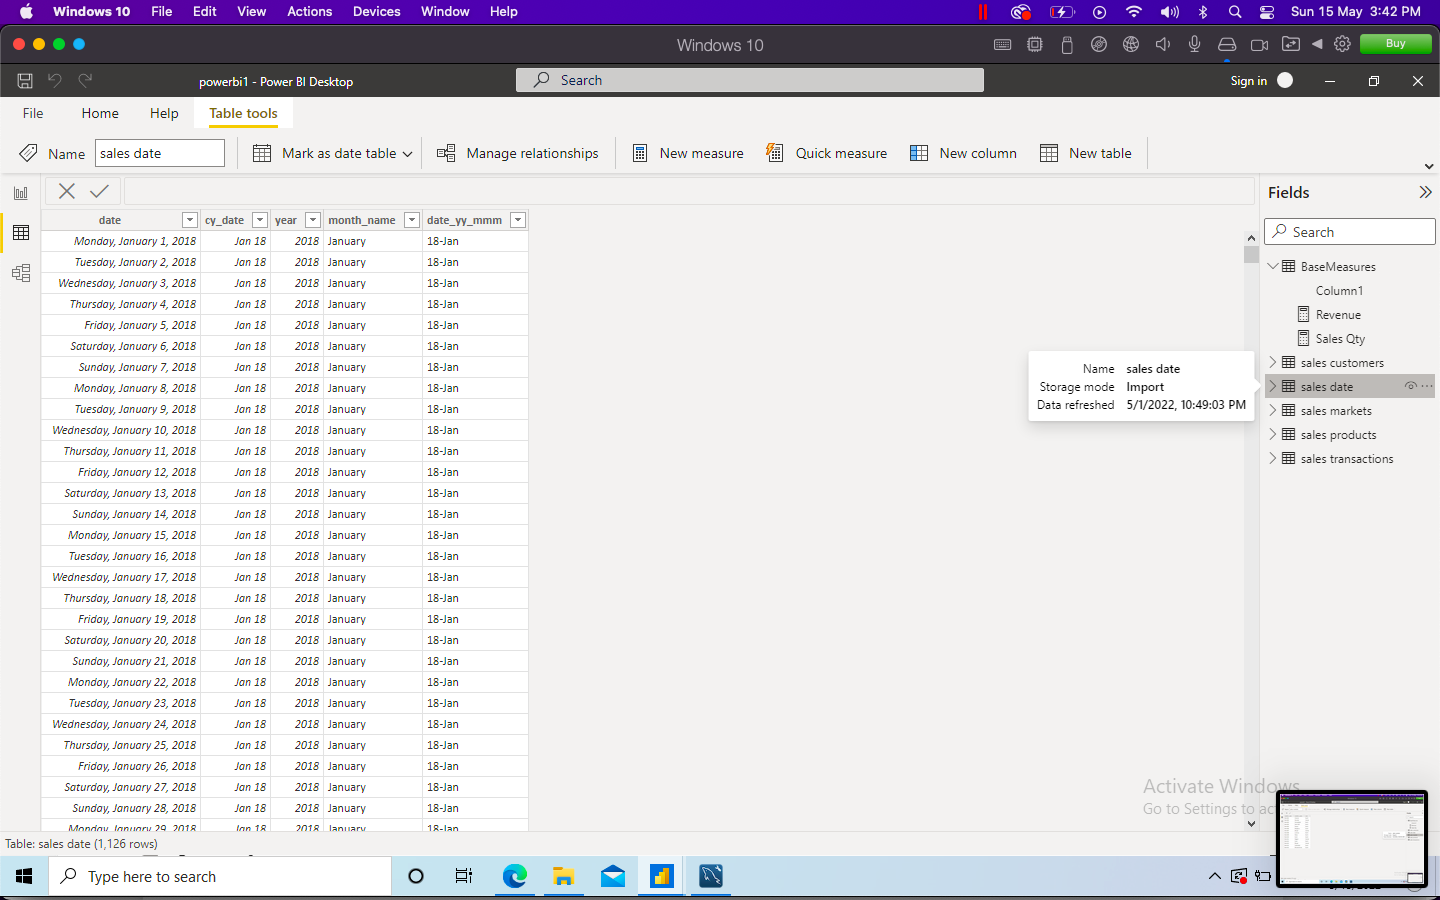 Windows 10 File Edit View Actions Devices Window Help Sun 15 May 3:42 PM
Windows 10 Buy
powerbi1 - Power BI Desktop Search Sign in
File Home Help Table tools
Name sales date Mark as date table Manage relationships New measure Quick measure New column New table
Fields
Search
BaseMeasures
Column1
Revenue
Sales Qty
sales customers
sales date
sales markets
sales products
sales transactions
Name sales date
Storage mode Import
Data refreshed 5/1/2022, 10:49:03 PM
date cy_date year month_name date_yy_mmm
Monday, January 1, 2018 Jan 18 2018 January 18-Jan
Tuesday, January 2, 2018 Jan 18 2018 January 18-Jan
Wednesday, January 3, 2018 Jan 18 2018 January 18-Jan
Thursday, January 4, 2018 Jan 18 2018 January 18-Jan
Friday, January 5, 2018 Jan 18 2018 January 18-Jan
Saturday, January 6, 2018 Jan 18 2018 January 18-Jan
Sunday, January 7, 2018 Jan 18 2018 January 18-Jan
Monday, January 8, 2018 Jan 18 2018 January 18-Jan
Tuesday, January 9, 2018 Jan 18 2018 January 18-Jan
Wednesday, January 10, 2018 Jan 18 2018 January 18-Jan
Thursday, January 11, 2018 Jan 18 2018 January 18-Jan
Friday, January 12, 2018 Jan 18 2018 January 18-Jan
Saturday, January 13, 2018 Jan 18 2018 January 18-Jan
Sunday, January 14, 2018 Jan 18 2018 January 18-Jan
Monday, January 15, 2018 Jan 18 2018 January 18-Jan
Tuesday, January 16, 2018 Jan 18 2018 January 18-Jan
Wednesday, January 17, 2018 Jan 18 2018 January 18-Jan
Thursday, January 18, 2018 Jan 18 2018 January 18-Jan
Friday, January 19, 2018 Jan 18 2018 January 18-Jan
Saturday, January 20, 2018 Jan 18 2018 January 18-Jan
Sunday, January 21, 2018 Jan 18 2018 January 18-Jan
Monday, January 22, 2018 Jan 18 2018 January 18-Jan
Tuesday, January 23, 2018 Jan 18 2018 January 18-Jan
Wednesday, January 24, 2018 Jan 18 2018 January 18-Jan
Thursday, January 25, 2018 Jan 18 2018 January 18-Jan
Friday, January 26, 2018 Jan 18 2018 January 18-Jan
Saturday, January 27, 2018 Jan 18 2018 January 18-Jan
Sunday, January 28, 2018 Jan 18 2018 January 18-Jan
Monday, January 29, 2018 Jan 18 2018 January 18-Jan
Activate Windows
Go to Settings to ac
Table: sales date (1,126 rows)
Type here to search